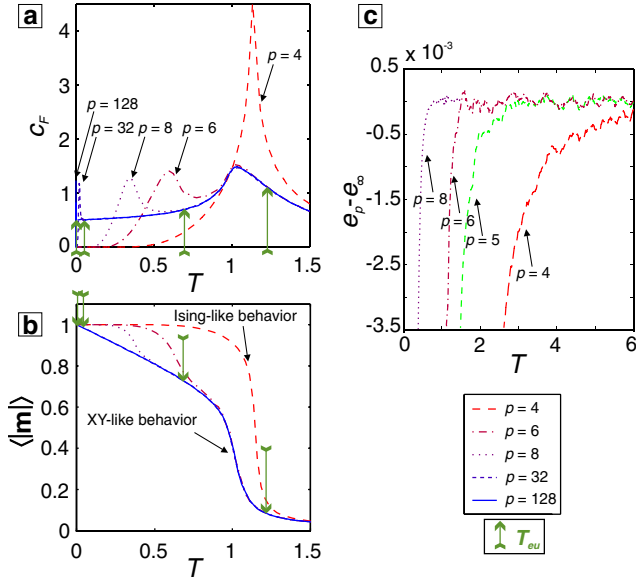 a
c_F
4
3
2
1
0
p = 128
p = 32
p = 8
p = 6
p = 4
0
0.5
1
1.5
T
b
⟨|m|⟩
1
0.8
0.6
0.4
0.2
0
Ising-like behavior
XY-like behavior
0
0.5
1
1.5
T
c
x 10⁻³
e_p-e_∞
0.5
-0.5
-1.5
-2.5
-3.5
p = 8
p = 6
p = 5
p = 4
0
2
4
6
T
p = 4
p = 6
p = 8
p = 32
p = 128
T_eu